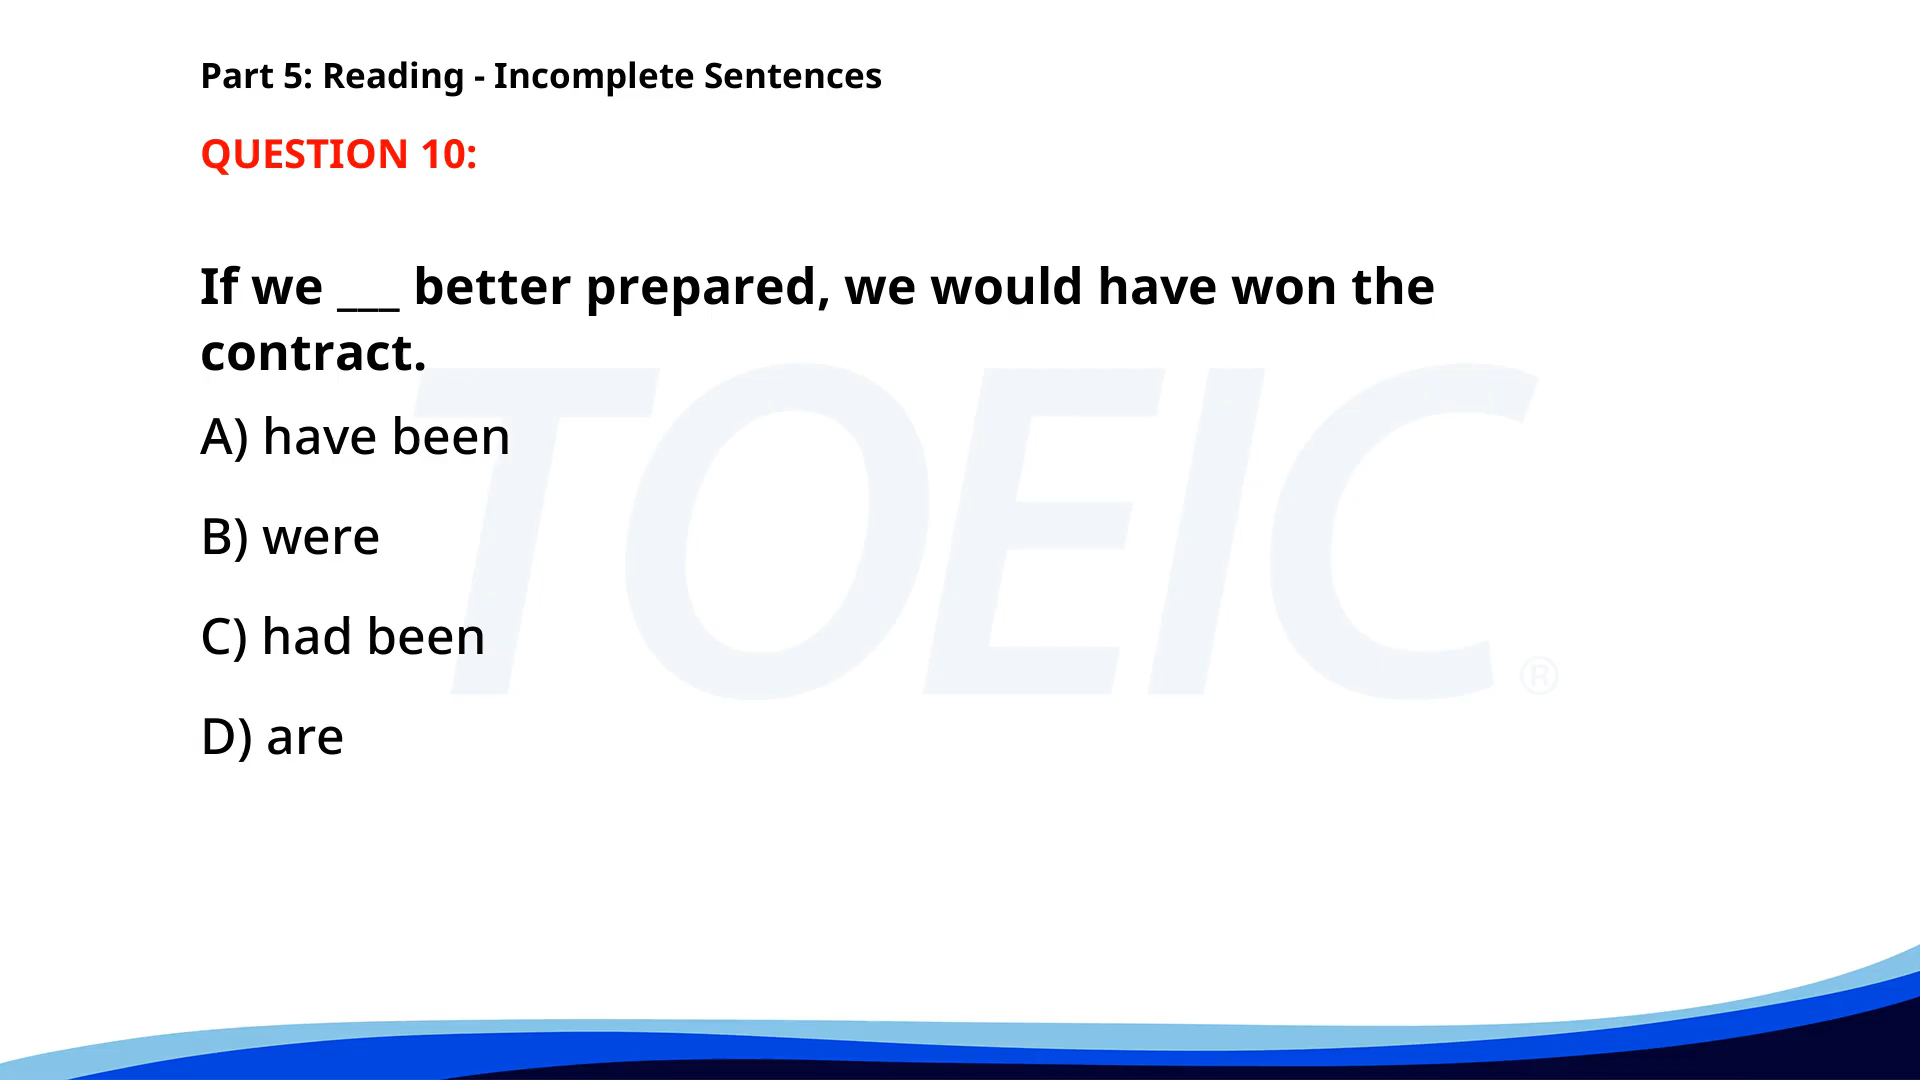 Part 5: Reading - Incomplete Sentences
QUESTION 10:
If we ___ better prepared, we would have won the
contract.
TOEIC®
A) have been
B) were
C) had been
D) are